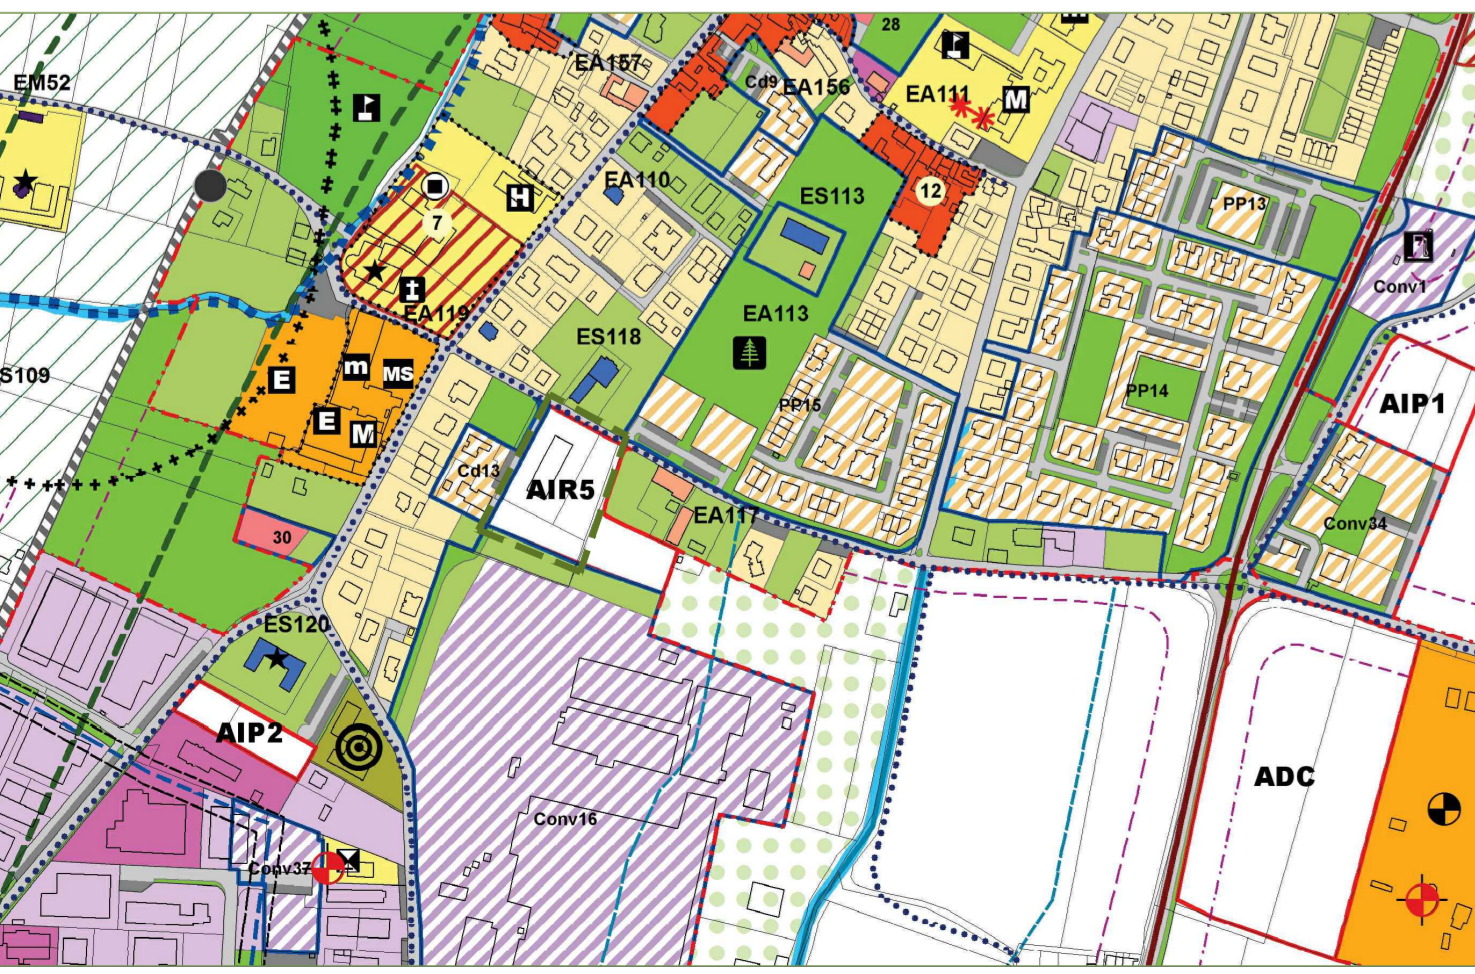 28
EA157
Cd9
EA156
EM52
EA111
M
EA110
H
ES113
12
PP13
7
Conv1
EA119
EA113
ES118
S109
E
m
MS
PP14
AIP1
PP15
E
M
Cd13
AIR5
EA117
Conv34
30
ES120
AIP2
ADC
Conv16
Conv37